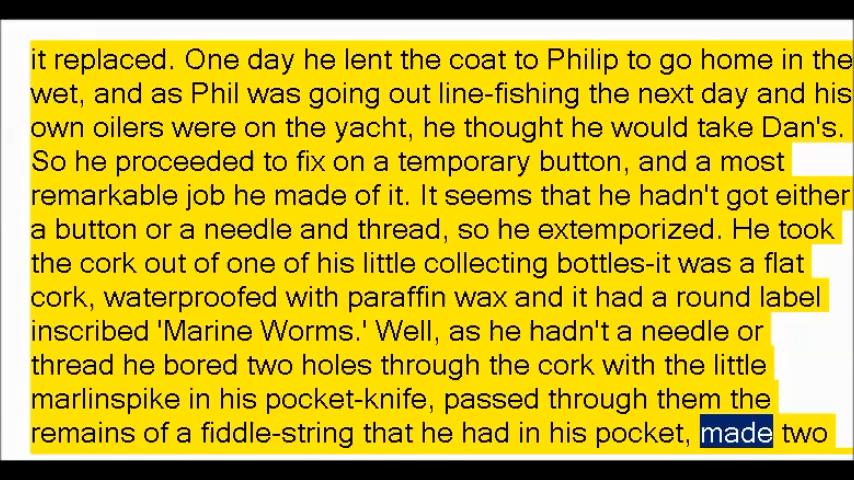 it replaced. One day he lent the coat to Philip to go home in the
wet, and as Phil was going out line-fishing the next day and his
own oilers were on the yacht, he thought he would take Dan's.
So he proceeded to fix on a temporary button, and a most
remarkable job he made of it. It seems that he hadn't got either
a button or a needle and thread, so he extemporized. He took
the cork out of one of his little collecting bottles-it was a flat
cork, waterproofed with paraffin wax and it had a round label
inscribed 'Marine Worms.' Well, as he hadn't a needle or
thread he bored two holes through the cork with the little
marlinspike in his pocket-knife, passed through them the
remains of a fiddle-string that he had in his pocket, made two